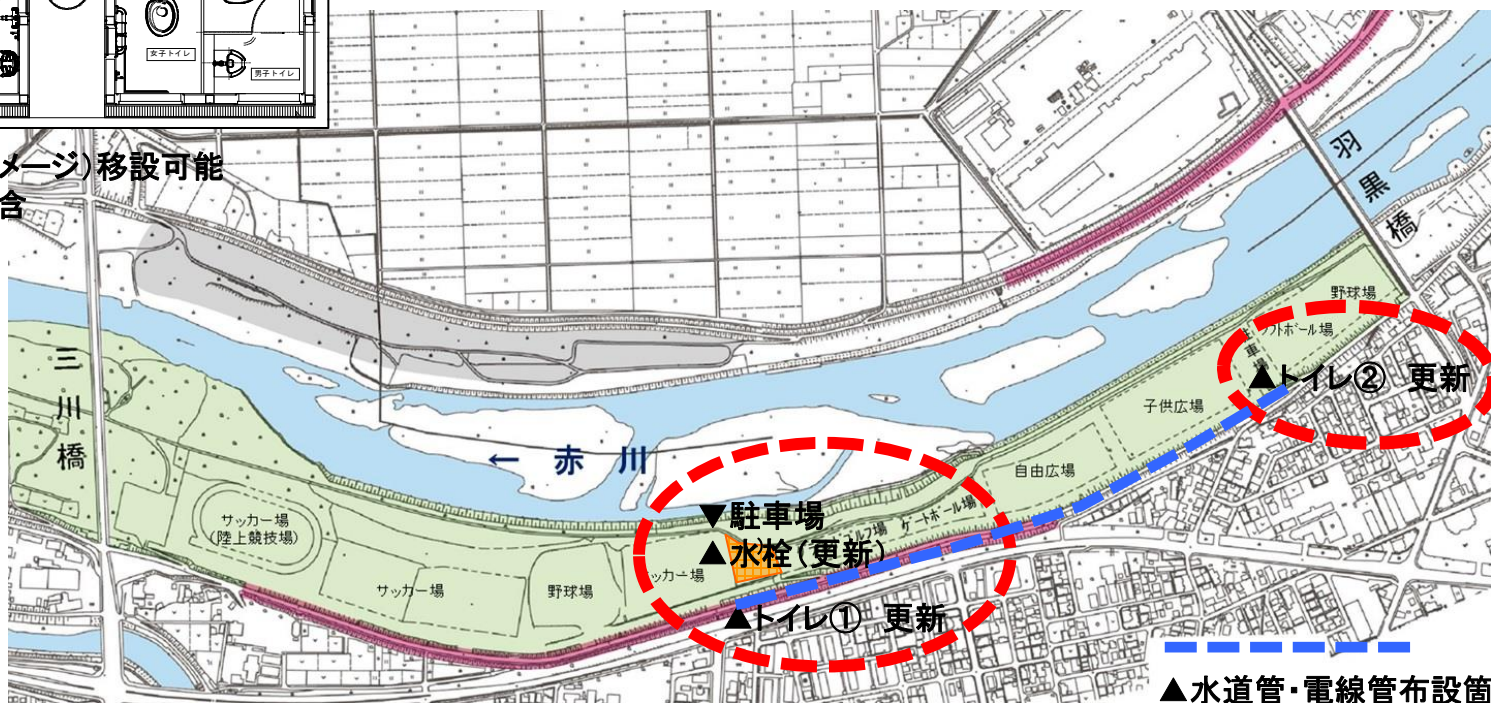 女子トイレ
男子トイレ
メージ)移設可能
含
羽黒橋
三川橋
野球場
フトボール場
車
▲トイレ② 更新
子供広場
← 赤川
自由広場
ゲートボール場
ルフ場
▼駐車場
▲水栓(更新)
サッカー場
(陸上競技場)
サッカー場
野球場
ッカー場
▲トイレ① 更新
▲水道管・電線管布設箇